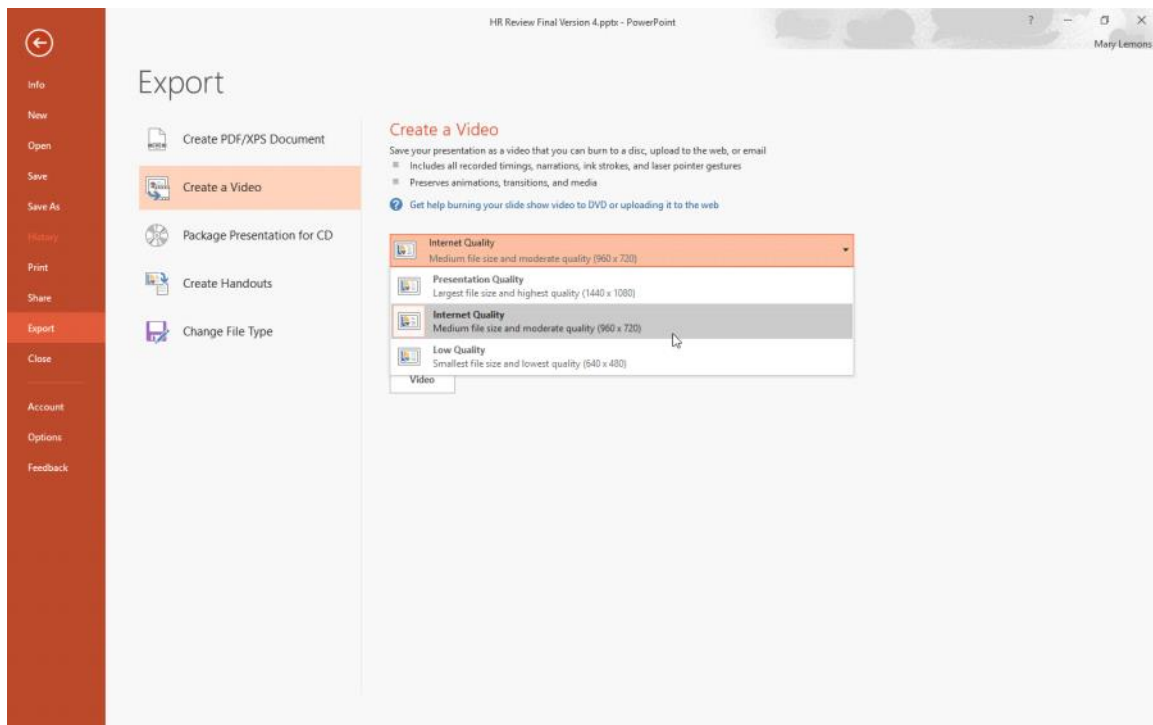 HR Review Final Version 4.pptx - PowerPoint
?
Mary Lemons
Info
New
Open
Save
Save As
History
Print
Share
Export
Close
Account
Options
Feedback
Export
Create PDF/XPS Document
Create a Video
Package Presentation for CD
Create Handouts
Change File Type
Create a Video
Save your presentation as a video that you can burn to a disc, upload to the web, or email
Includes all recorded timings, narrations, ink strokes, and laser pointer gestures
Preserves animations, transitions, and media
? Get help burning your slide show video to DVD or uploading it to the web
Internet Quality
Medium file size and moderate quality (960 x 720)
Presentation Quality
Largest file size and highest quality (1440 x 1080)
Internet Quality
Medium file size and moderate quality (960 x 720)
Low Quality
Smallest file size and lowest quality (640 x 480)
Video